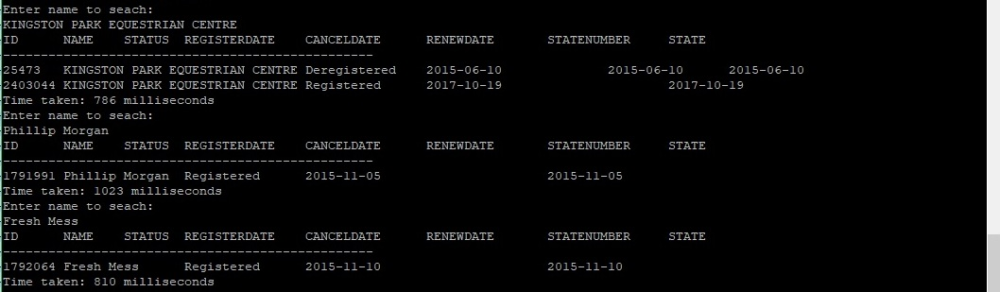 Enter name to seach:
KINGSTON PARK EQUESTRIAN CENTRE
ID NAME STATUS REGISTERDATE CANCELDATE RENEWDATE STATENUMBER STATE
-------------------------------------------------
25473 KINGSTON PARK EQUESTRIAN CENTRE Deregistered 2015-06-10 2015-06-10 2015-06-10
2403044 KINGSTON PARK EQUESTRIAN CENTRE Registered 2017-10-19 2017-10-19
Time taken: 786 milliseconds
Enter name to seach:
Phillip Morgan
ID NAME STATUS REGISTERDATE CANCELDATE RENEWDATE STATENUMBER STATE
-------------------------------------------------
1791991 Phillip Morgan Registered 2015-11-05 2015-11-05
Time taken: 1023 milliseconds
Enter name to seach:
Fresh Mess
ID NAME STATUS REGISTERDATE CANCELDATE RENEWDATE STATENUMBER STATE
-------------------------------------------------
1792064 Fresh Mess Registered 2015-11-10 2015-11-10
Time taken: 810 milliseconds